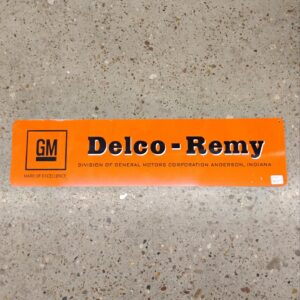 GM
MARK OF EXCELLENCE
Delco-Remy
DIVISION OF GENERAL MOTORS CORPORATION ANDERSON, INDIANA